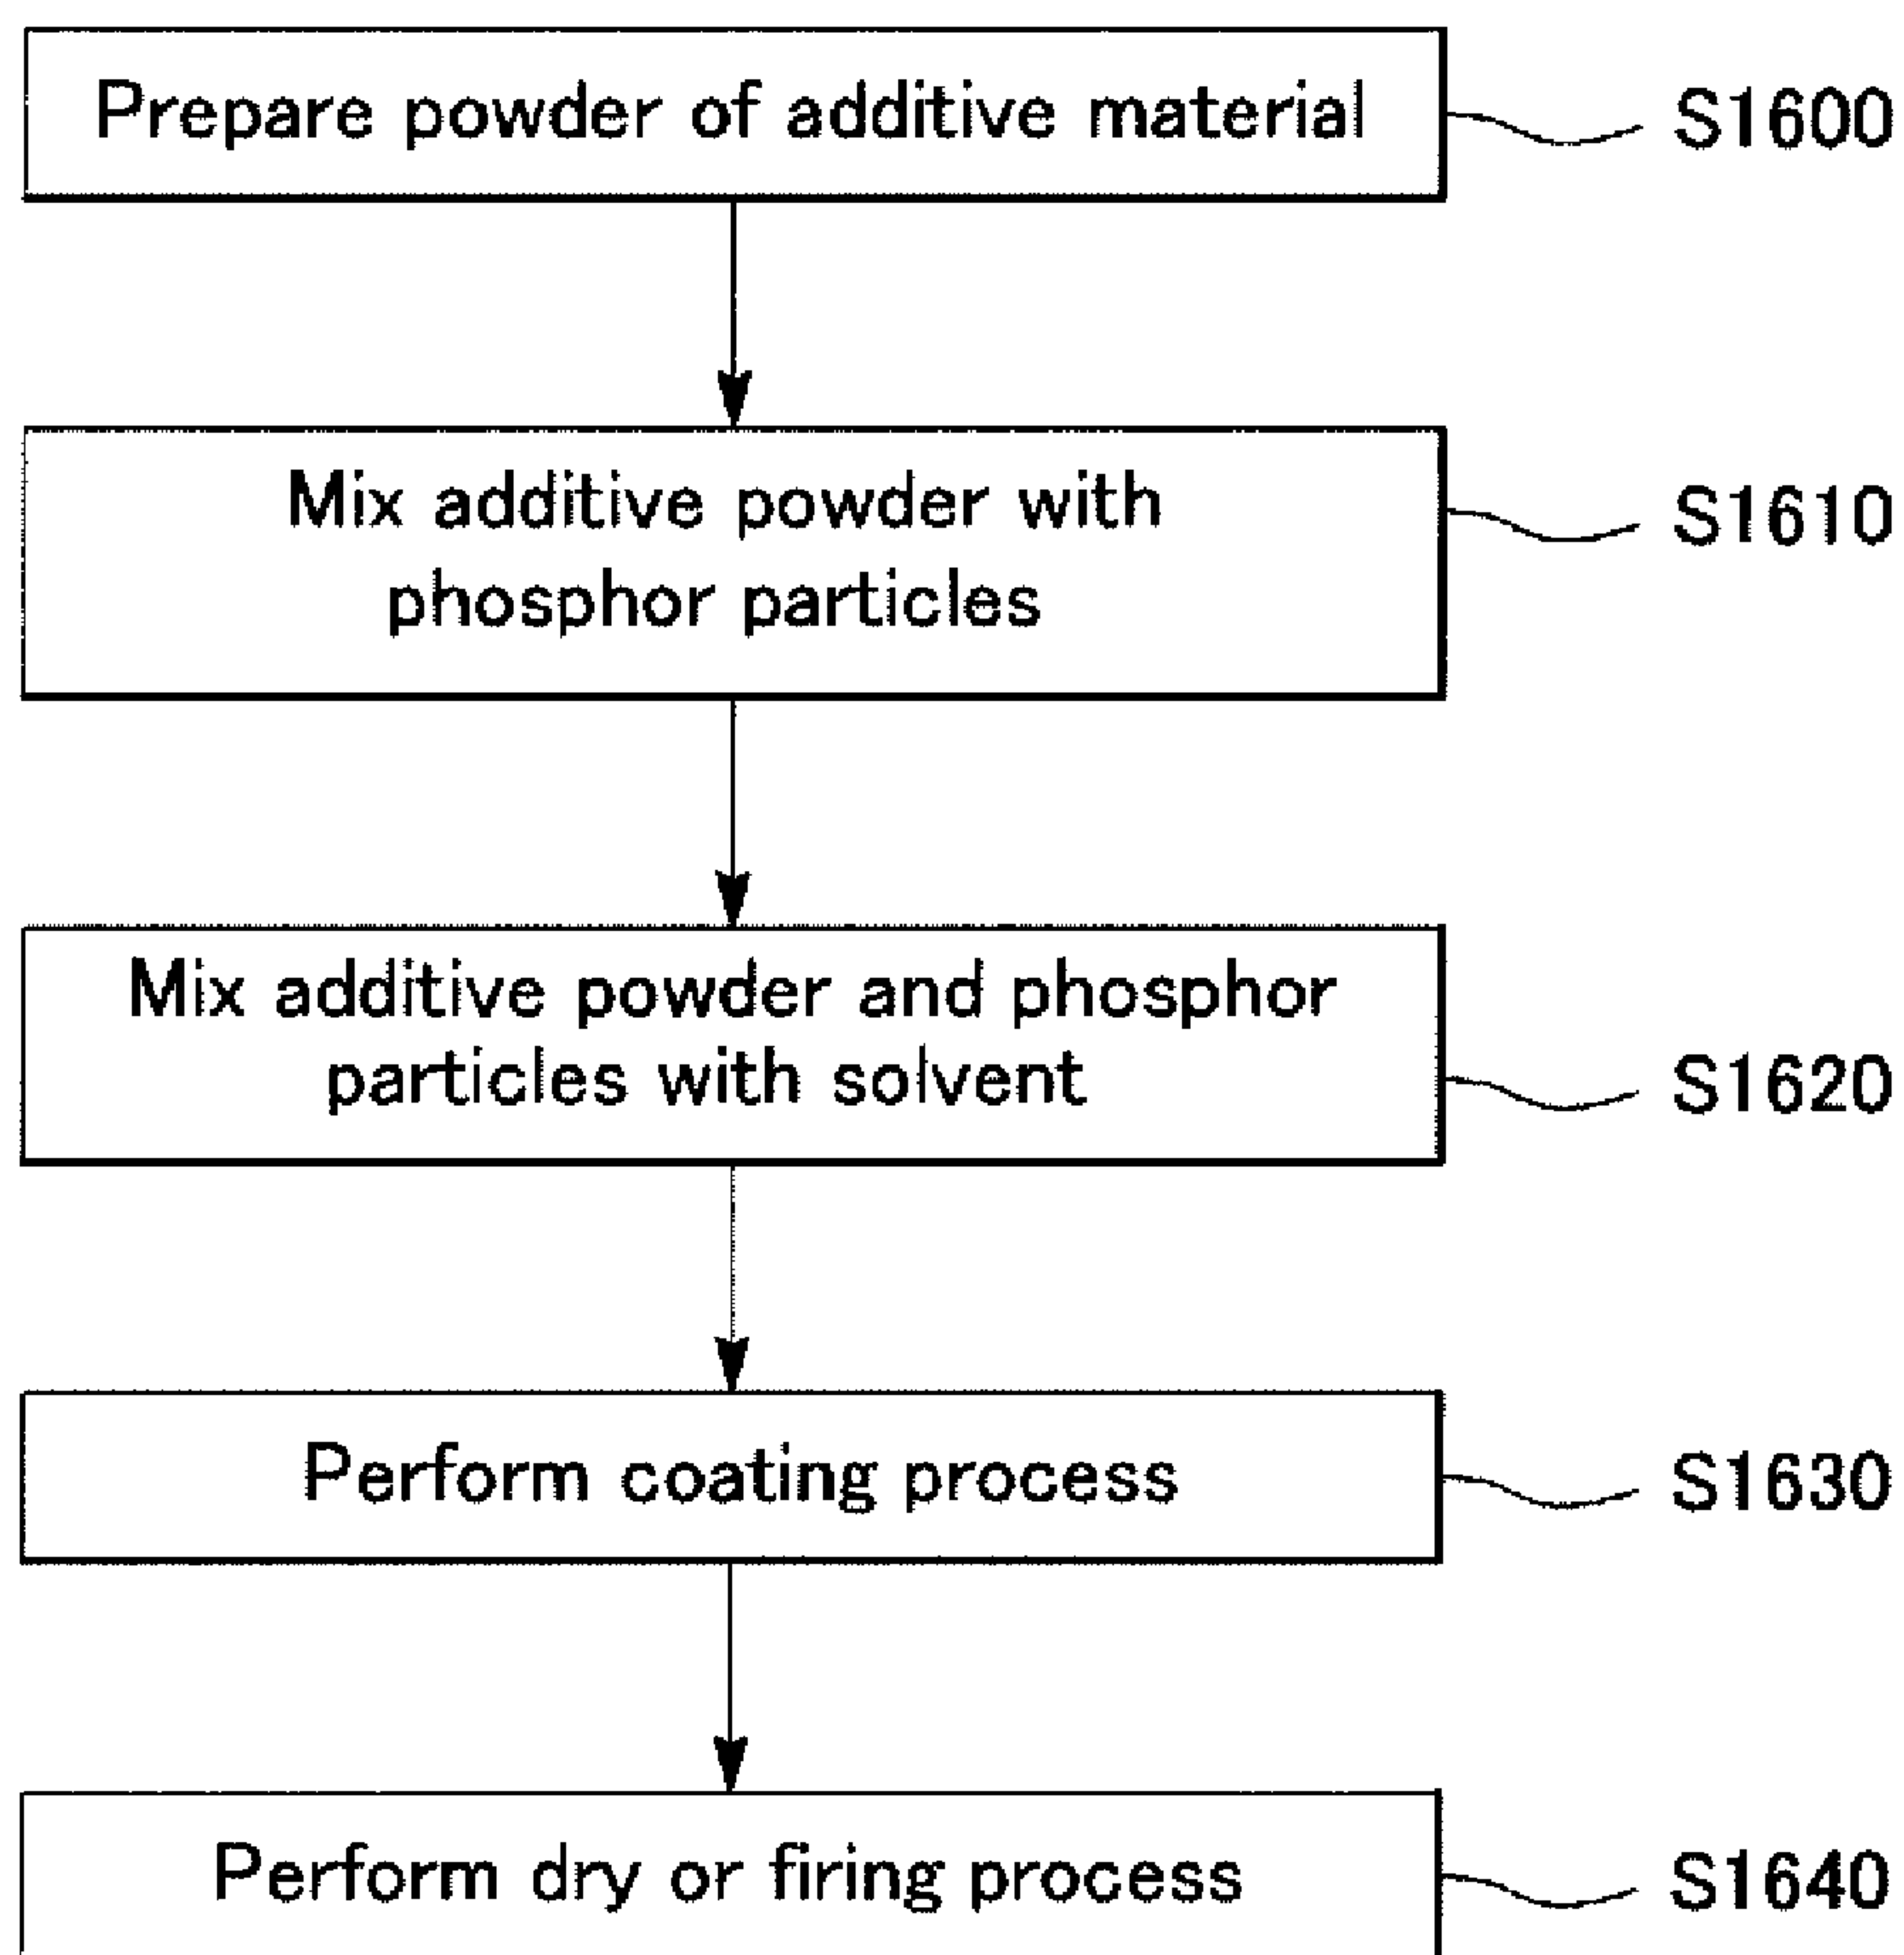 Prepare powder of additive material
S1600
Mix additive powder with
phosphor particles
S1610
Mix additive powder and phosphor
particles with solvent
S1620
Perform coating process
S1630
Perform dry or firing process
S1640